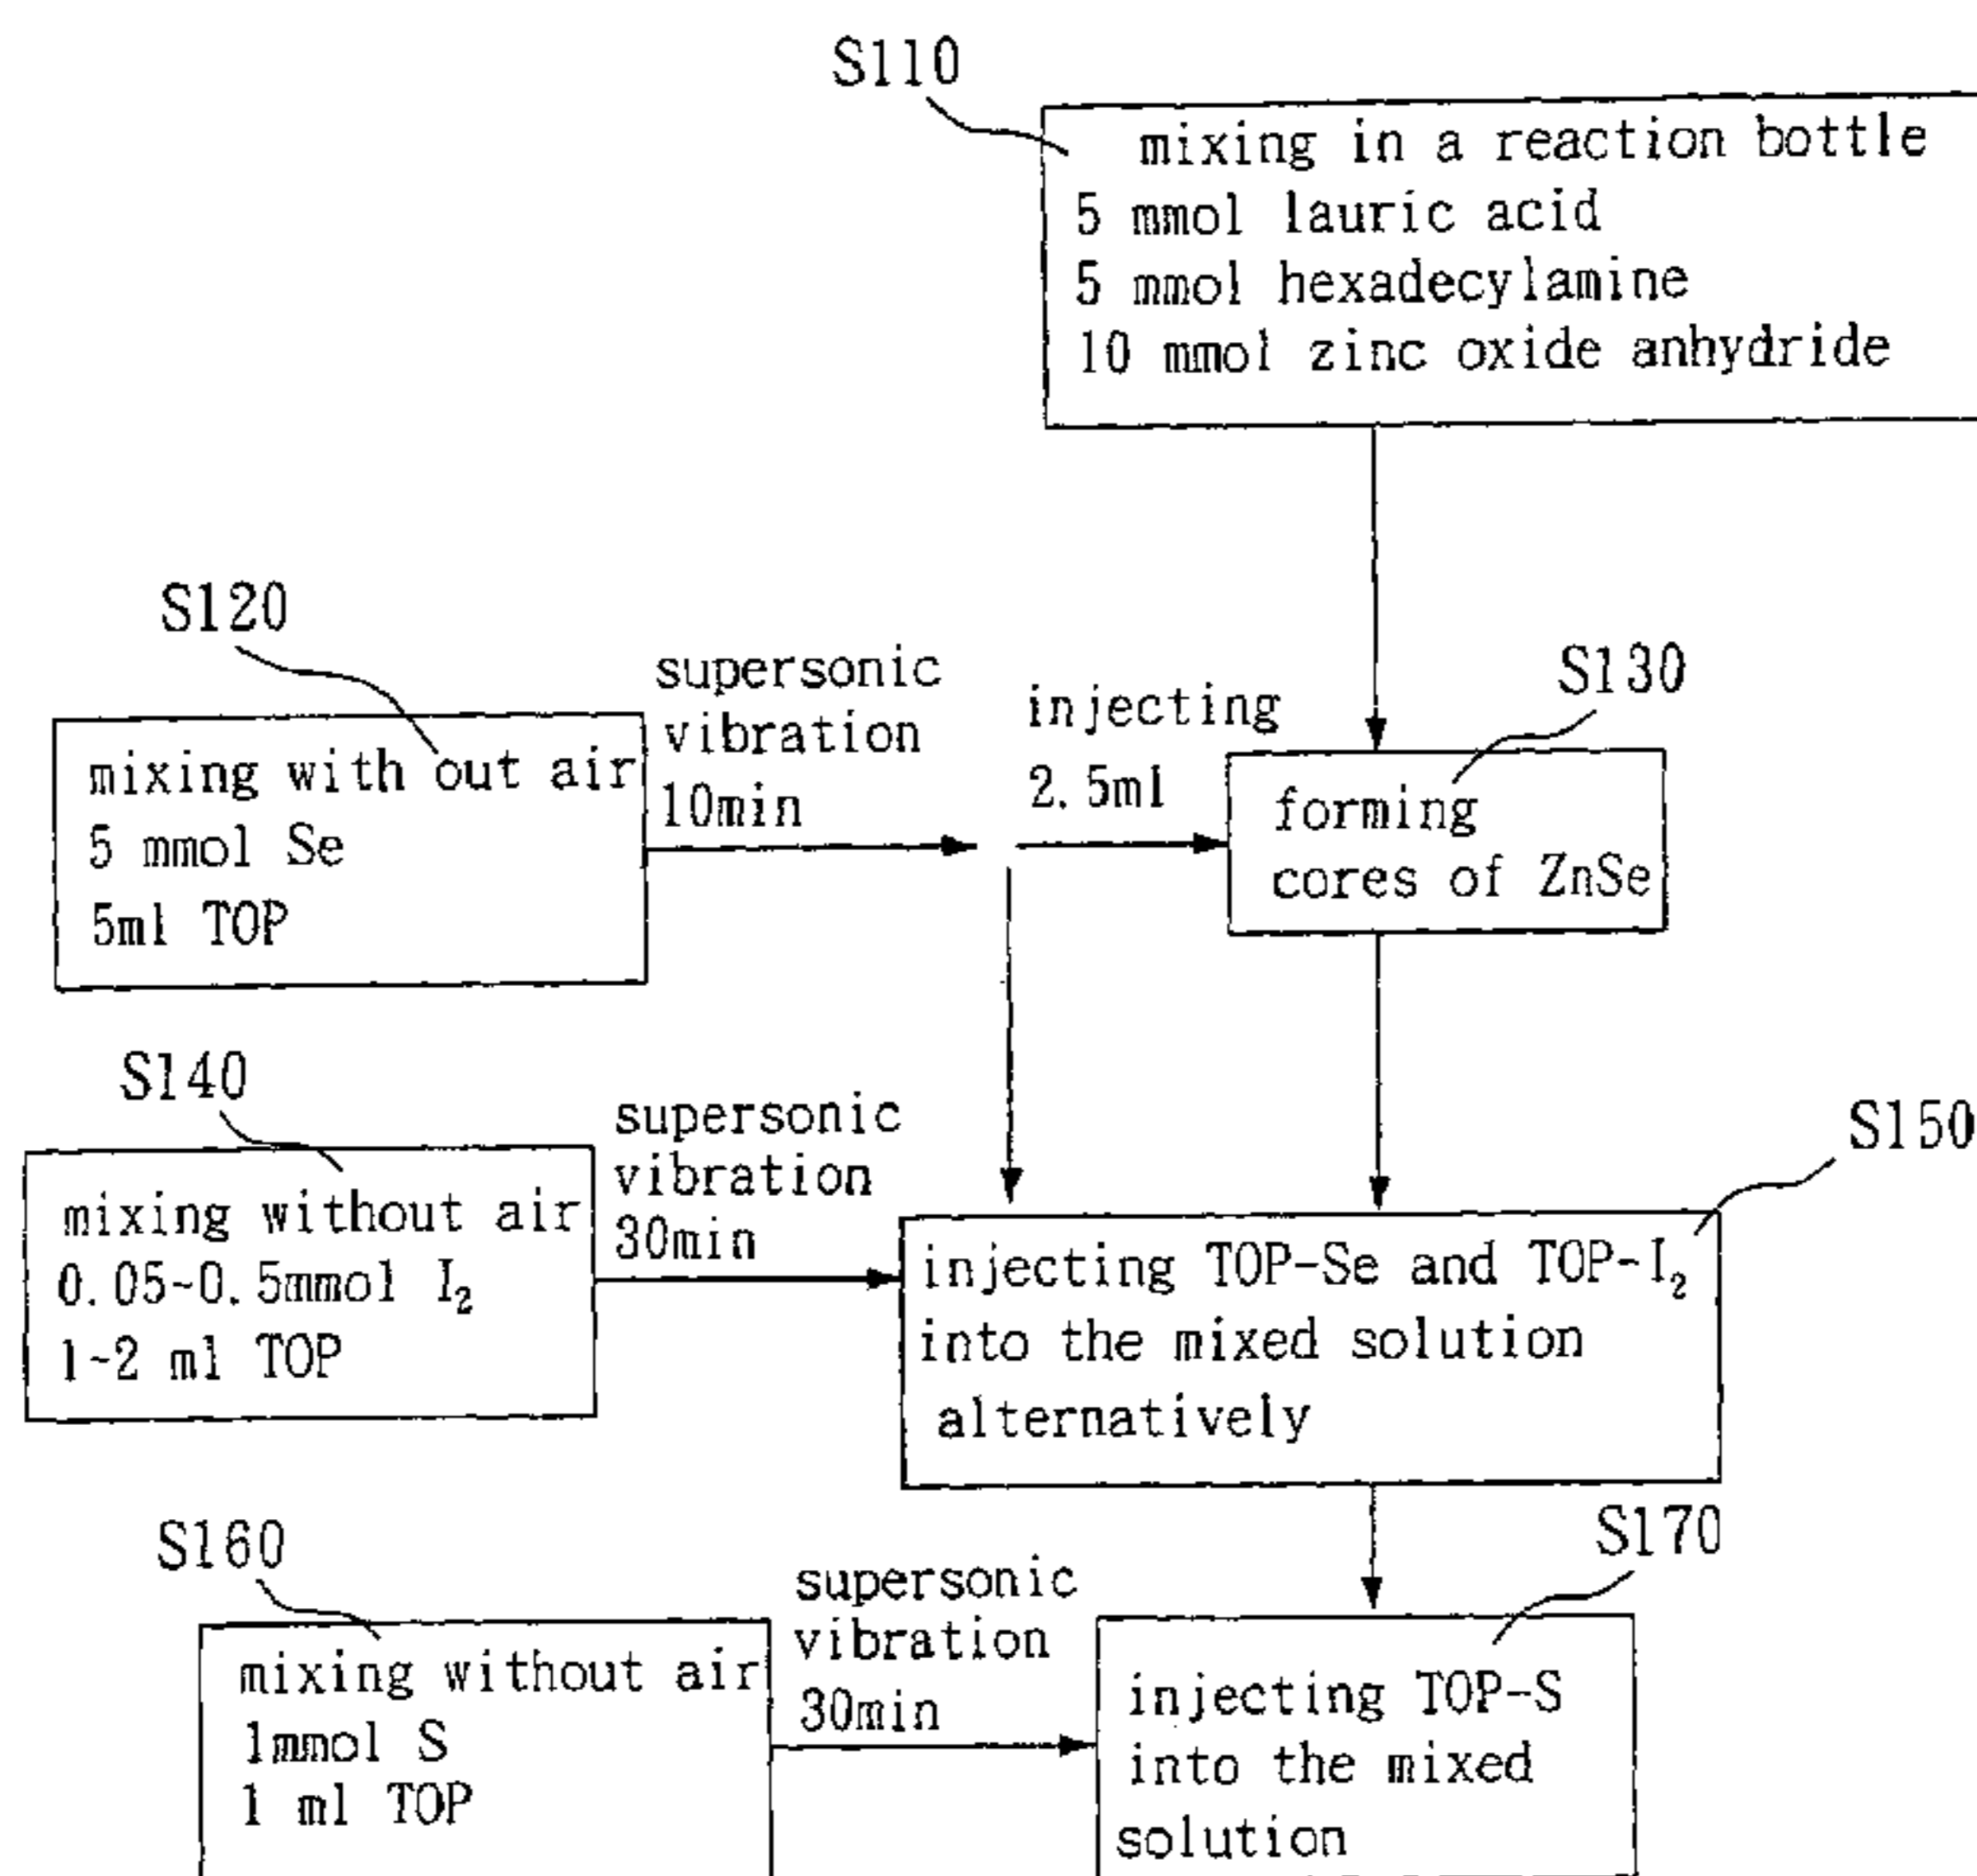 S110
mixing in a reaction bottle
5 mmol lauric acid
5 mmol hexadecylamine
10 mmol zinc oxide anhydride
S120
mixing with out air
5 mmol Se
5ml TOP
supersonic
vibration
10min
injecting
2.5ml
S130
forming
cores of ZnSe
S140
mixing without air
0.05~0.5mmol I₂
1~2 ml TOP
supersonic
vibration
30min
S150
injecting TOP-Se and TOP-I₂
into the mixed solution
alternatively
S160
mixing without air
1mmol S
1 ml TOP
supersonic
vibration
30min
S170
injecting TOP-S
into the mixed
solution